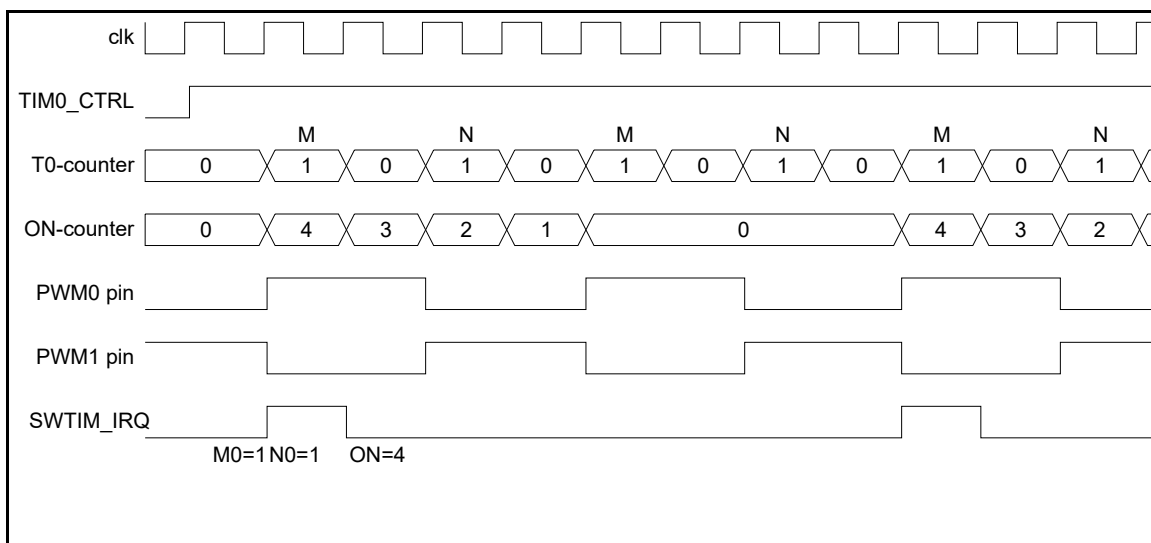 clk
TIM0_CTRL
M N M N M N
T0-counter 0 1 0 1 0 1 0 1 0 1 0 1
ON-counter 0 4 3 2 1 0 4 3 2
PWM0 pin
PWM1 pin
SWTIM_IRQ
M0=1 N0=1 ON=4